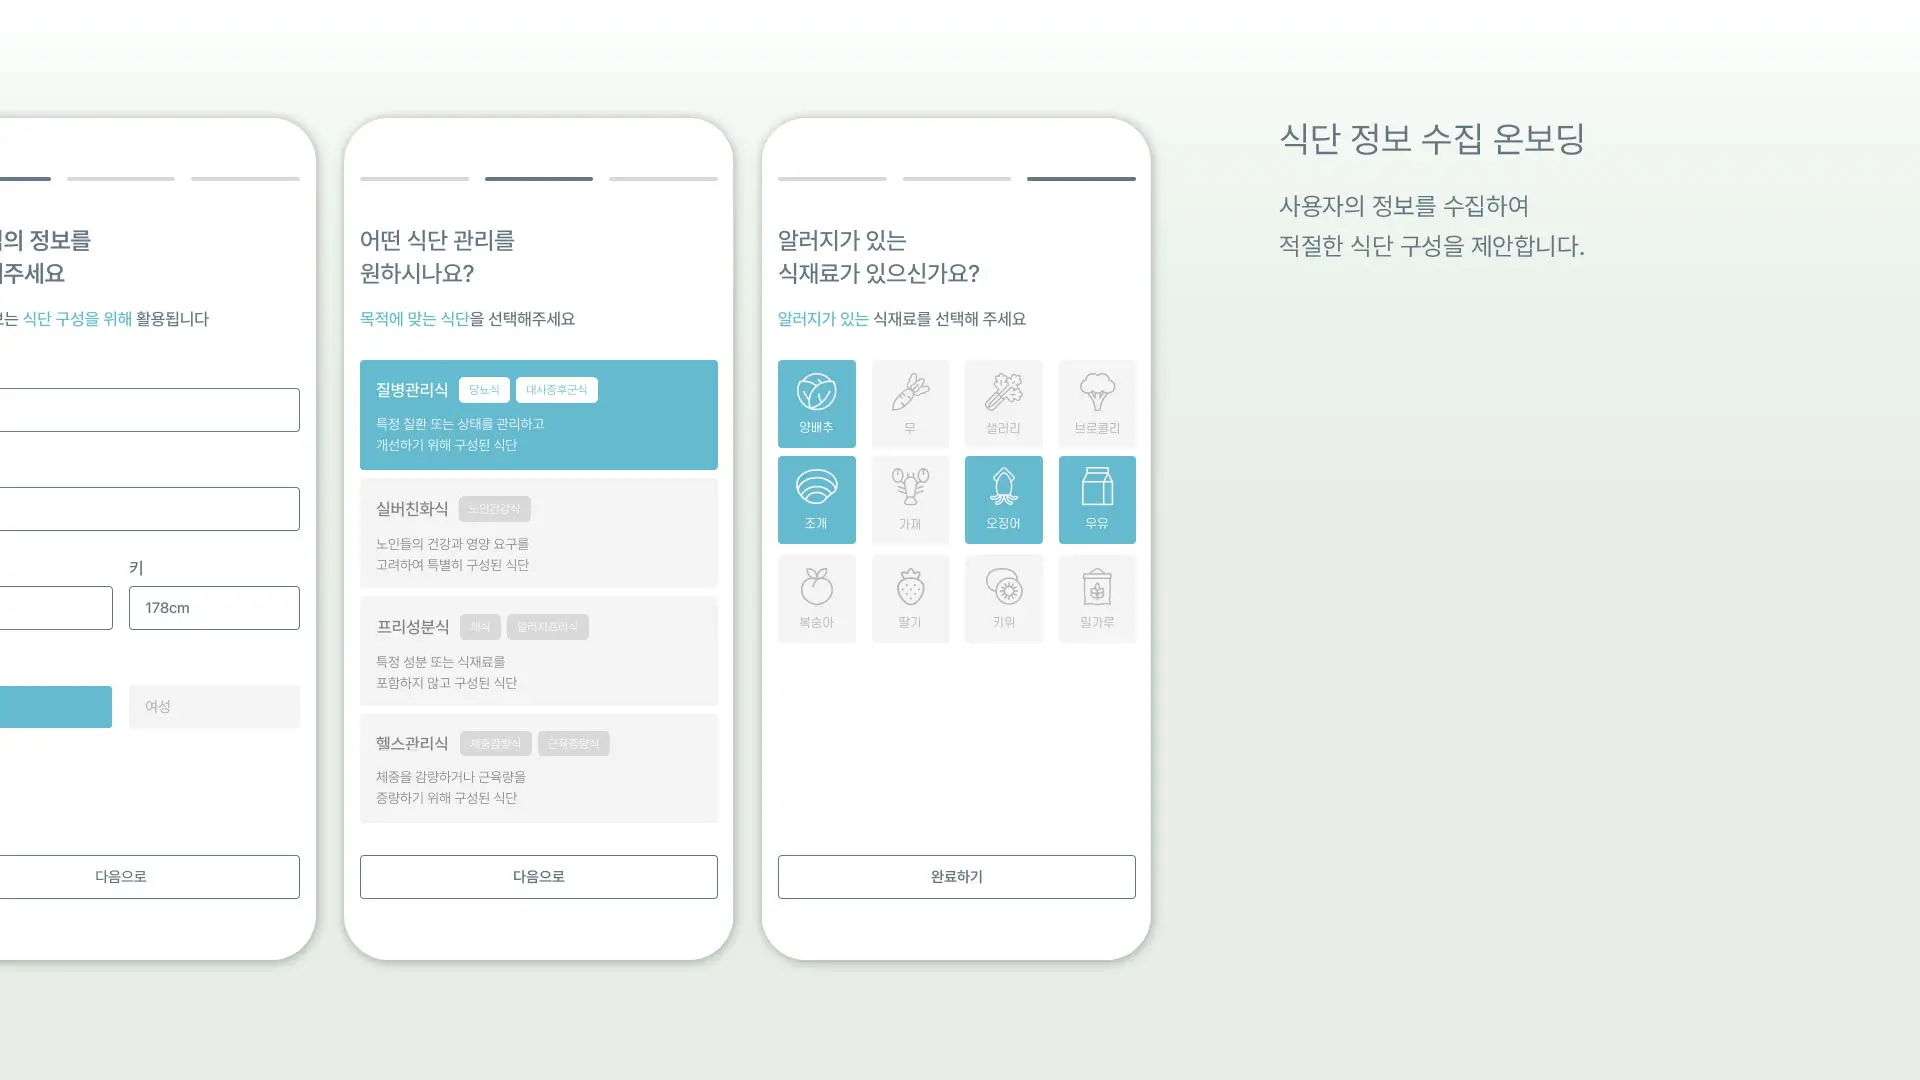 식단 정보 수집 온보딩
사용자의 정보를 수집하여
적절한 식단 구성을 제안합니다.
의 정보를
주세요
는 식단 구성을 위해 활용됩니다
키
178cm
여성
다음으로
어떤 식단 관리를
원하시나요?
목적에 맞는 식단을 선택해주세요
질병관리식 당뇨식 대사증후군식
특정 질환 또는 상태를 관리하고
개선하기 위해 구성된 식단
실버친화식 노인건강식
노인들의 건강과 영양 요구를
고려하여 특별히 구성된 식단
프리성분식 채식 알러지프리식
특정 성분 또는 식재료를
포함하지 않고 구성된 식단
헬스관리식 체중감량식 근육증량식
체중을 감량하거나 근육량을
증량하기 위해 구성된 식단
다음으로
알러지가 있는
식재료가 있으신가요?
알러지가 있는 식재료를 선택해 주세요
양배추 무 샐러리 브로콜리
조개 가재 오징어 우유
복숭아 딸기 키위 밀가루
완료하기